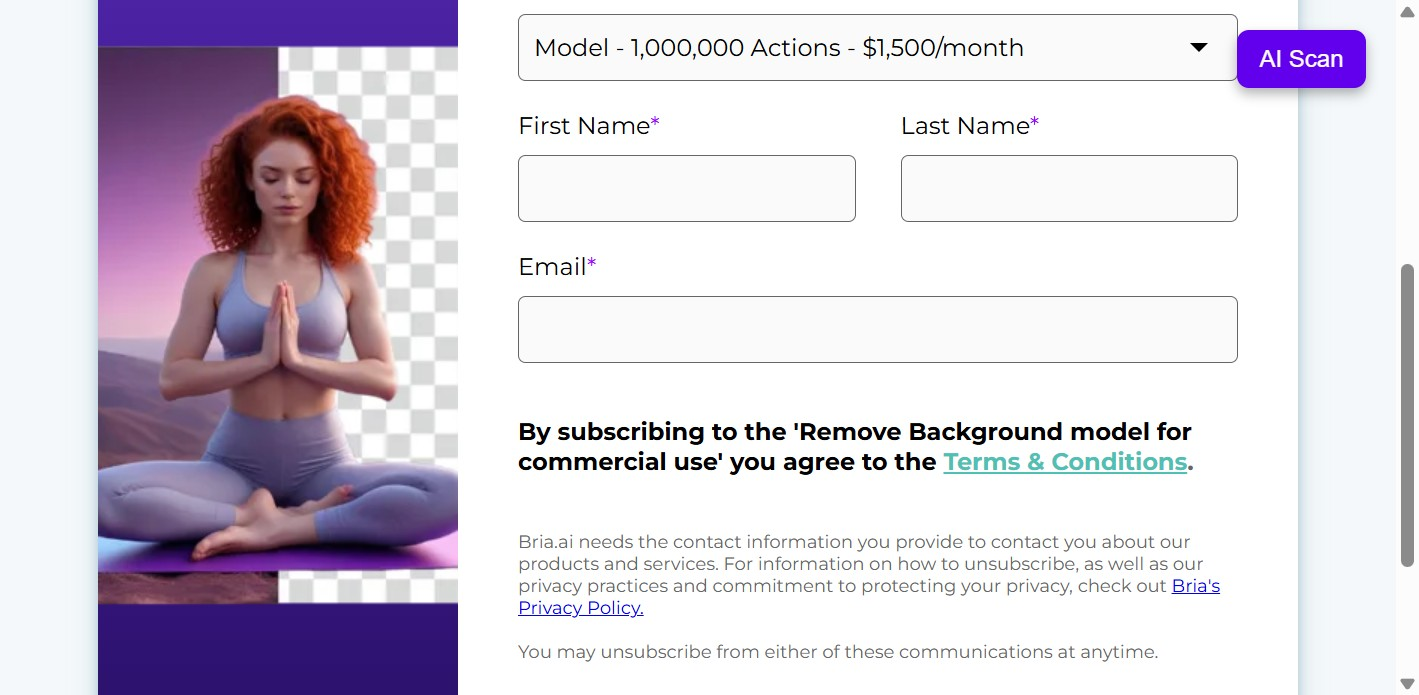 Model - 1,000,000 Actions - $1,500/month
AI Scan
First Name*
Last Name*
Email*
By subscribing to the 'Remove Background model for
commercial use' you agree to the Terms & Conditions.
Bria.ai needs the contact information you provide to contact you about our
products and services. For information on how to unsubscribe, as well as our
privacy practices and commitment to protecting your privacy, check out Bria's
Privacy Policy.
You may unsubscribe from either of these communications at anytime.